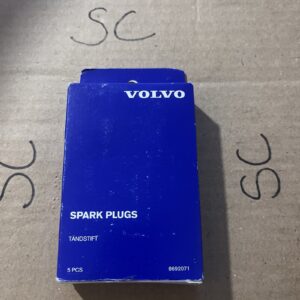 SC
VOLVO
SC
SC
SPARK PLUGS
TÄNDSTIFT
5 PCS 8692071